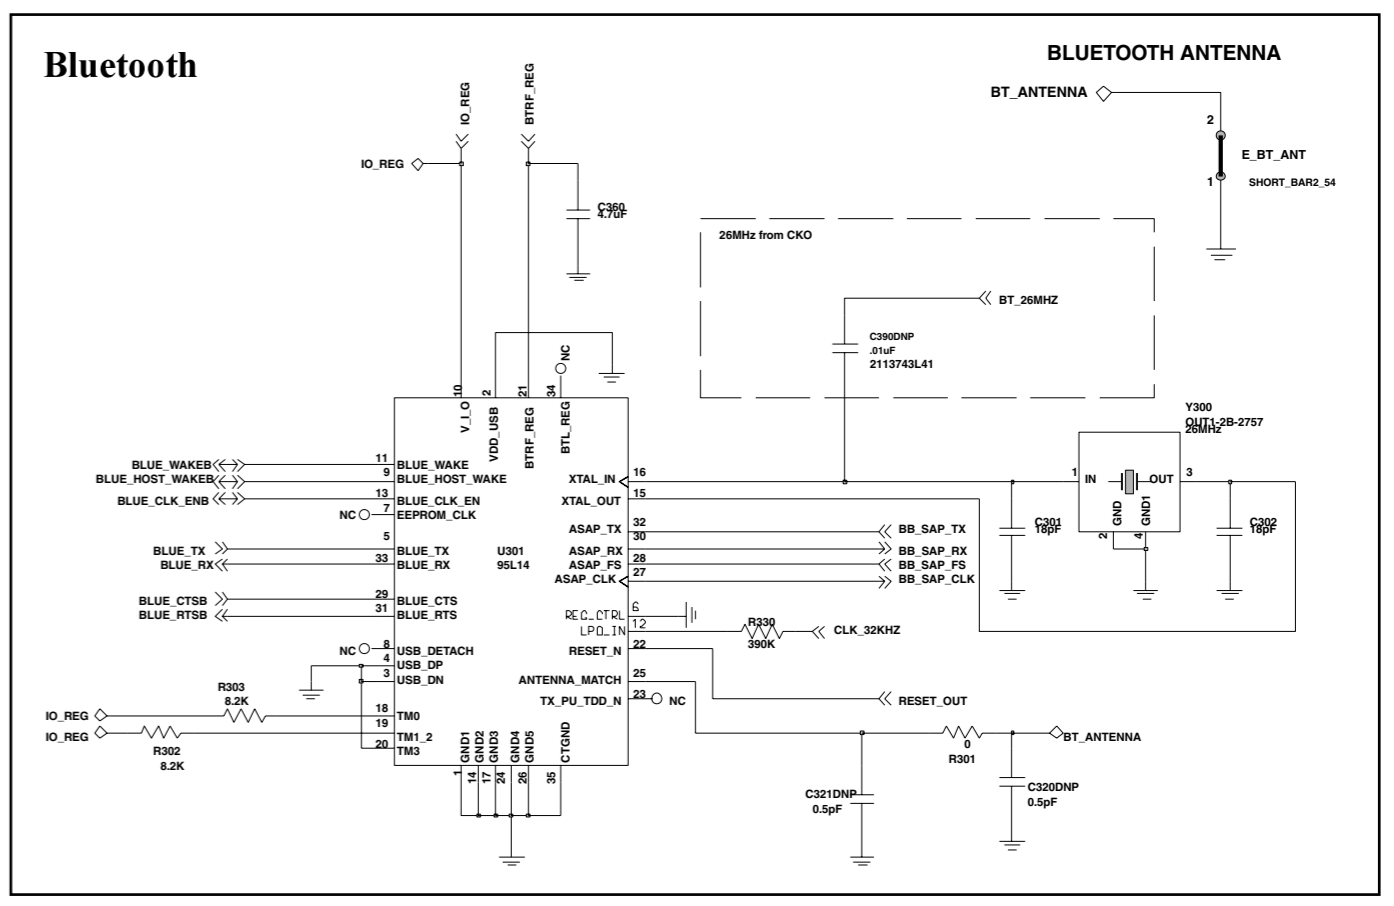 Bluetooth
BLUETOOTH ANTENNA
IO_REG
BTRF_REG
BT_ANTENNA
2
IO_REG
E_BT_ANT
1
SHORT_BAR2_54
C360
4.7uF
26MHz from CKO
BT_26MHZ
C390DNP
.01uF
2113743L41
NC
10
2
21
34
V_I_O
VDD_USB
BTRF_REG
BTL_REG
Y300
OUT1-2B-2757
26MHz
BLUE_WAKEB
11
BLUE_WAKE
BLUE_HOST_WAKEB
9
BLUE_HOST_WAKE
BLUE_CLK_ENB
13
BLUE_CLK_EN
NC
7
EEPROM_CLK
5
BLUE_TX
BLUE_TX
BLUE_RX
33
BLUE_RX
BLUE_CTSB
29
BLUE_CTS
BLUE_RTSB
31
BLUE_RTS
NC
8
USB_DETACH
4
USB_DP
3
USB_DN
R303
8.2K
IO_REG
18
TM0
IO_REG
19
TM1_2
R302
8.2K
20
TM3
U301
95L14
XTAL_IN
16
XTAL_OUT
15
ASAP_TX
32
BB_SAP_TX
ASAP_RX
30
BB_SAP_RX
ASAP_FS
28
BB_SAP_FS
ASAP_CLK
27
BB_SAP_CLK
REG_CTRL
6
LPO_IN
12
R330
390K
CLK_32KHZ
RESET_N
22
ANTENNA_MATCH
25
TX_PU_TDD_N
23
NC
RESET_OUT
1
IN
OUT
3
GND
GND1
2
4
C301
18pF
C302
18pF
0
R301
BT_ANTENNA
C321DNP
0.5pF
C320DNP
0.5pF
GND1
GND2
GND3
GND4
GND5
CTGND
1
14
17
24
26
35